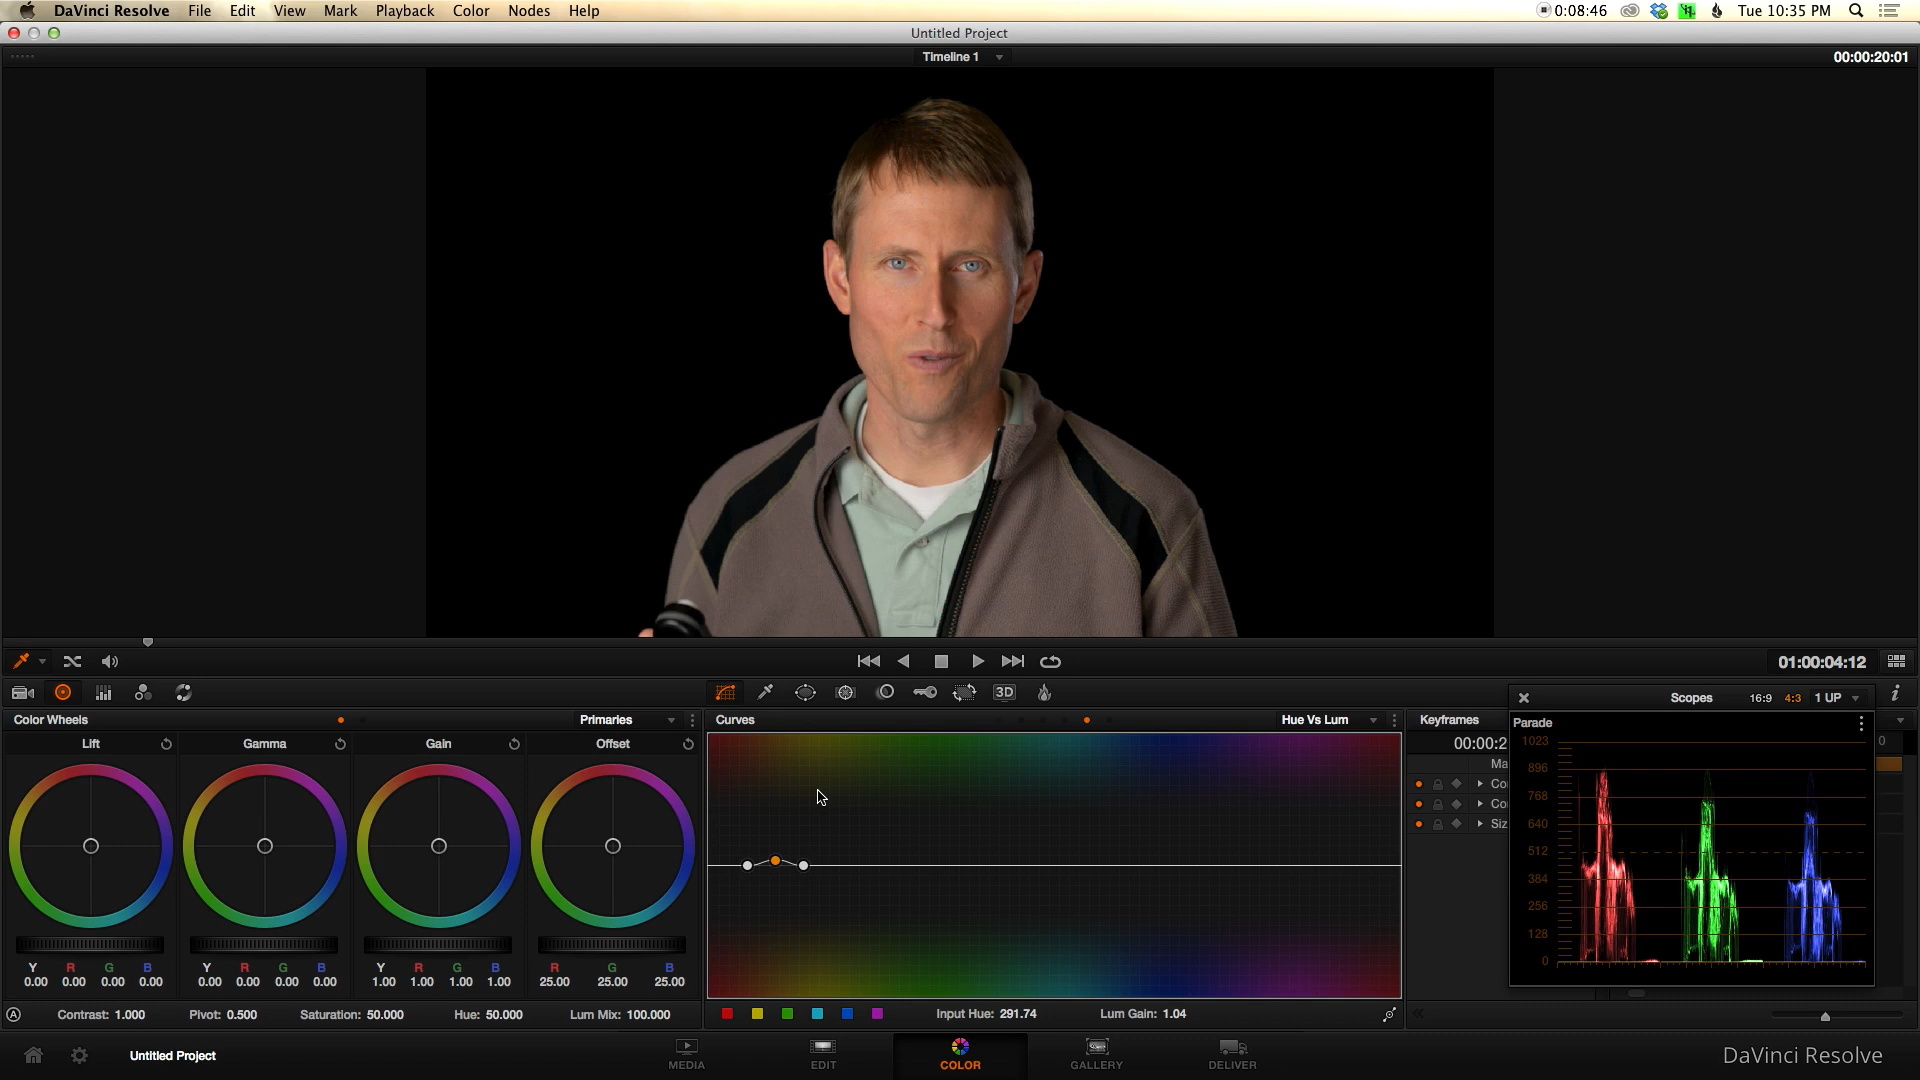 DaVinci Resolve File Edit View Mark Playback Color Nodes Help
0:08:46 Tue 10:35 PM
Untitled Project
Timeline 1
00:00:20:01
01:00:04:12
3D
Color Wheels
Primaries
Curves
Hue Vs Lum
Keyframes
Scopes 16:9 4:3 1 UP
Lift Gamma Gain Offset
00:00:2
Ma
Co
Co
Siz
0
Parade
1023
896
768
640
512
384
256
128
0
Y R G B Y R G B Y R G B R G B
0.00 0.00 0.00 0.00 0.00 0.00 0.00 0.00 1.00 1.00 1.00 1.00 25.00 25.00 25.00
A Contrast: 1.000 Pivot: 0.500 Saturation: 50.000 Hue: 50.000 Lum Mix: 100.000
Input Hue: 291.74 Lum Gain: 1.04
Untitled Project
MEDIA EDIT COLOR GALLERY DELIVER
DaVinci Resolve